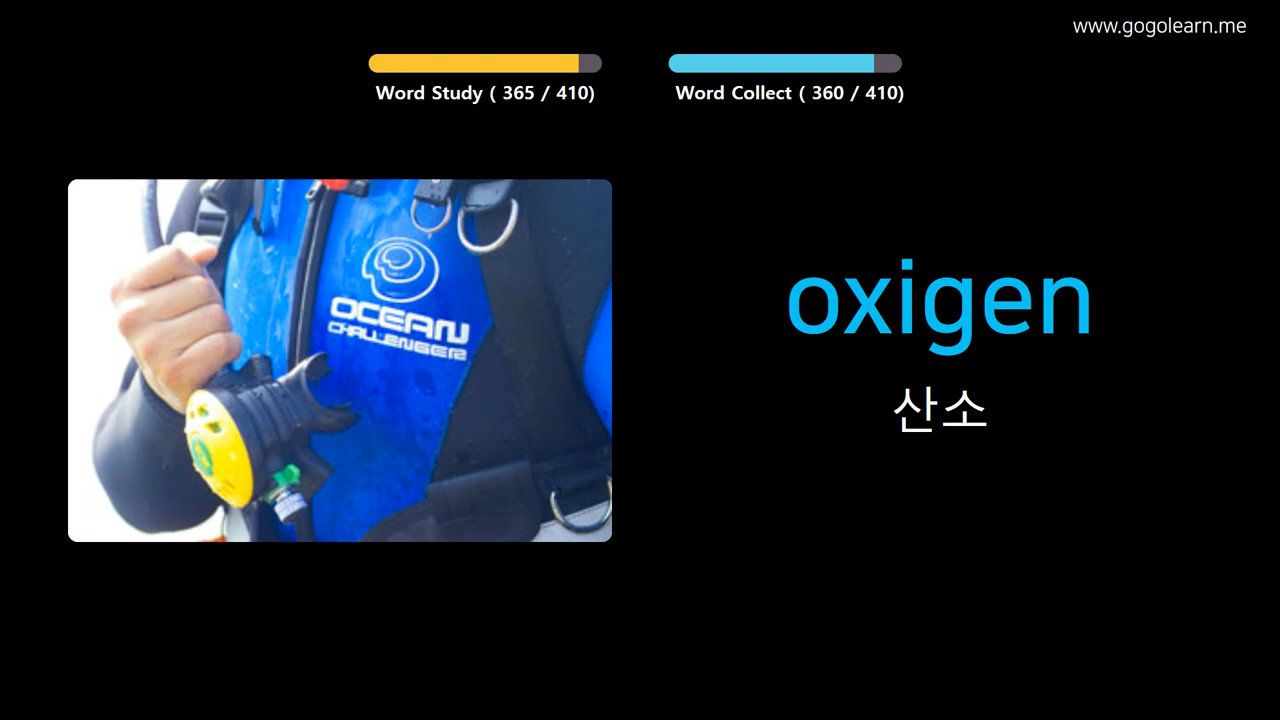 www.gogolearn.me
Word Study ( 365 / 410)
Word Collect ( 360 / 410)
OCEAN
CHALLENGER
oxigen
산소